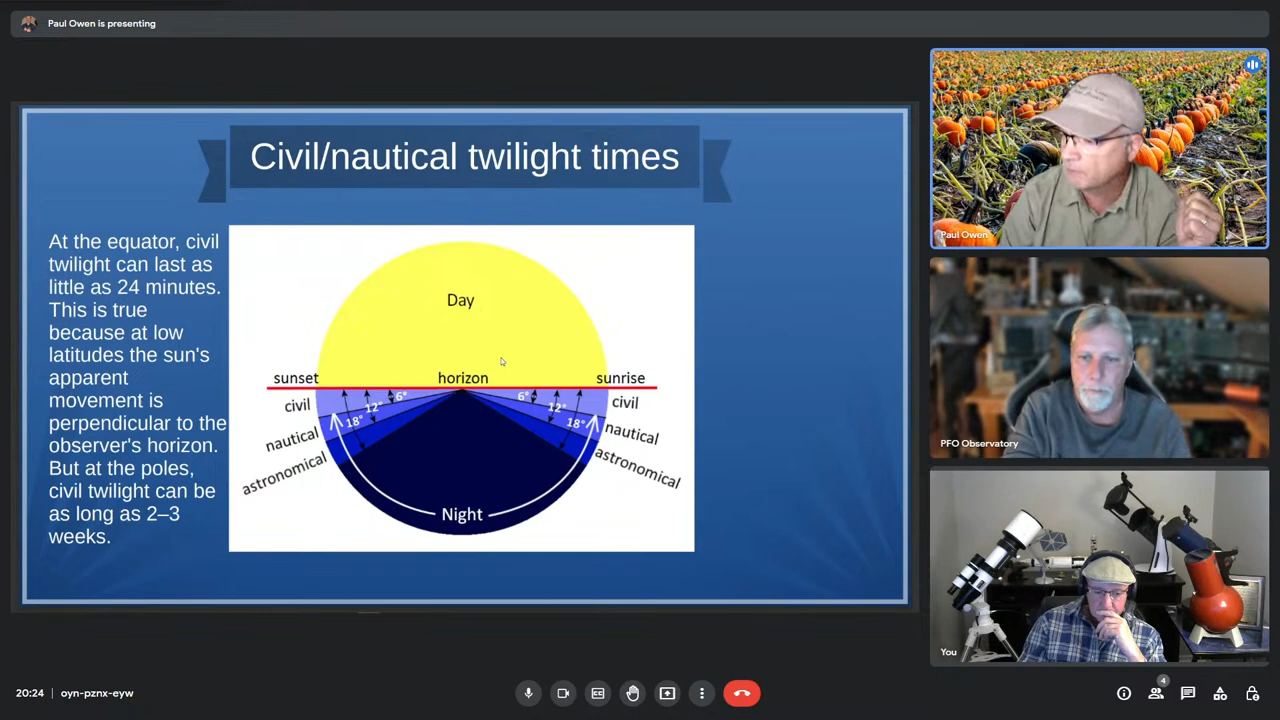 Paul Owen is presenting
Civil/nautical twilight times
At the equator, civil
twilight can last as
little as 24 minutes.
This is true
because at low
latitudes the sun's
apparent
movement is
perpendicular to the
observer's horizon.
But at the poles,
civil twilight can be
as long as 2–3
weeks.
Day
sunset
horizon
sunrise
civil
6°
6°
civil
12°
12°
nautical
18°
18°
nautical
astronomical
astronomical
Night
Paul Owen
PFO Observatory
You
20:24 | oyn-pznx-eyw
CC
4